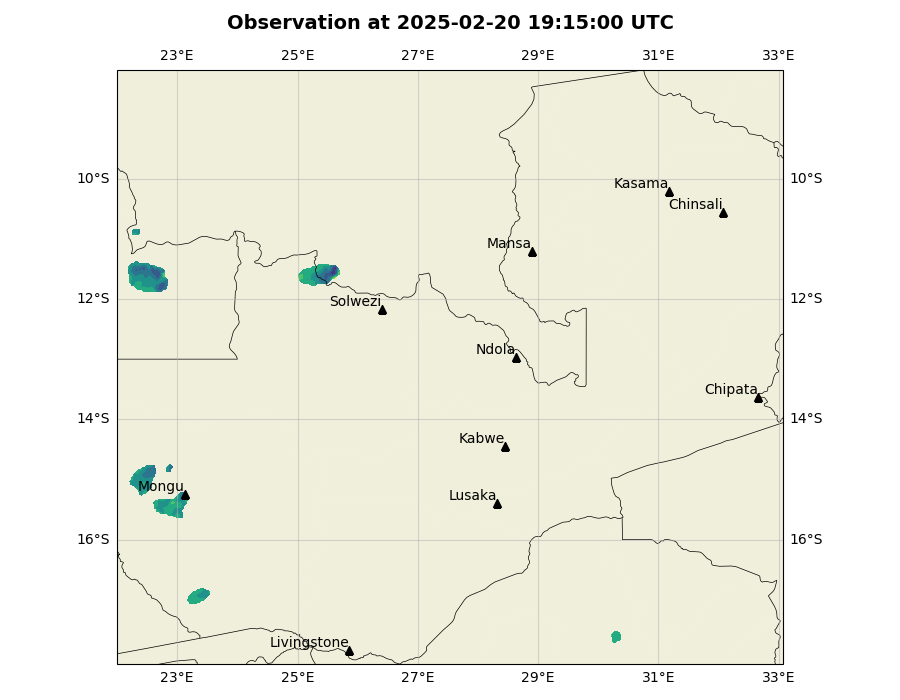 Observation at 2025-02-20 19:15:00 UTC
23°E 25°E 27°E 29°E 31°E 33°E
10°S 10°S
Kasama
Chinsali
Mansa
12°S 12°S
Solwezi
Ndola
Chipata
14°S 14°S
Kabwe
Mongu
Lusaka
16°S 16°S
Livingstone
23°E 25°E 27°E 29°E 31°E 33°E